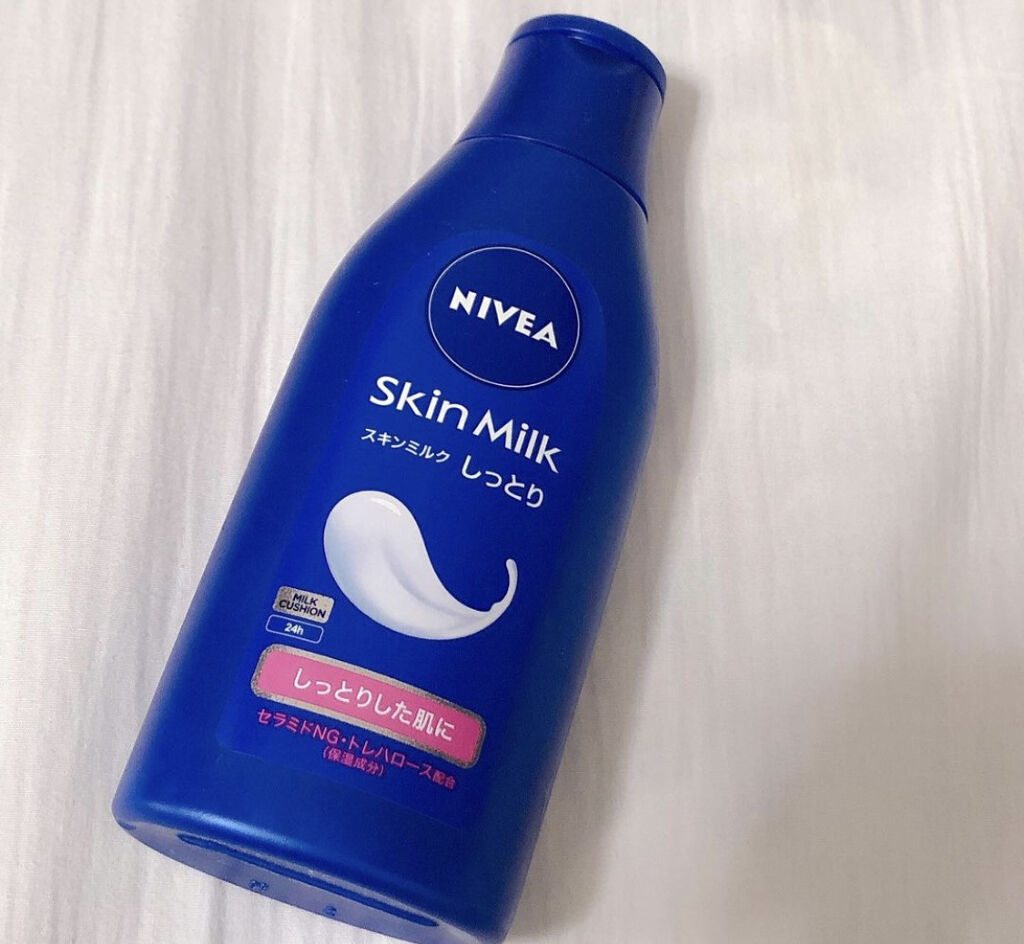 NIVEA
Skin Milk
スキンミルク しっとり
MILK
CUSHION
24h
しっとりした肌に
セラミドNG・トレハロース配合
(保湿成分)